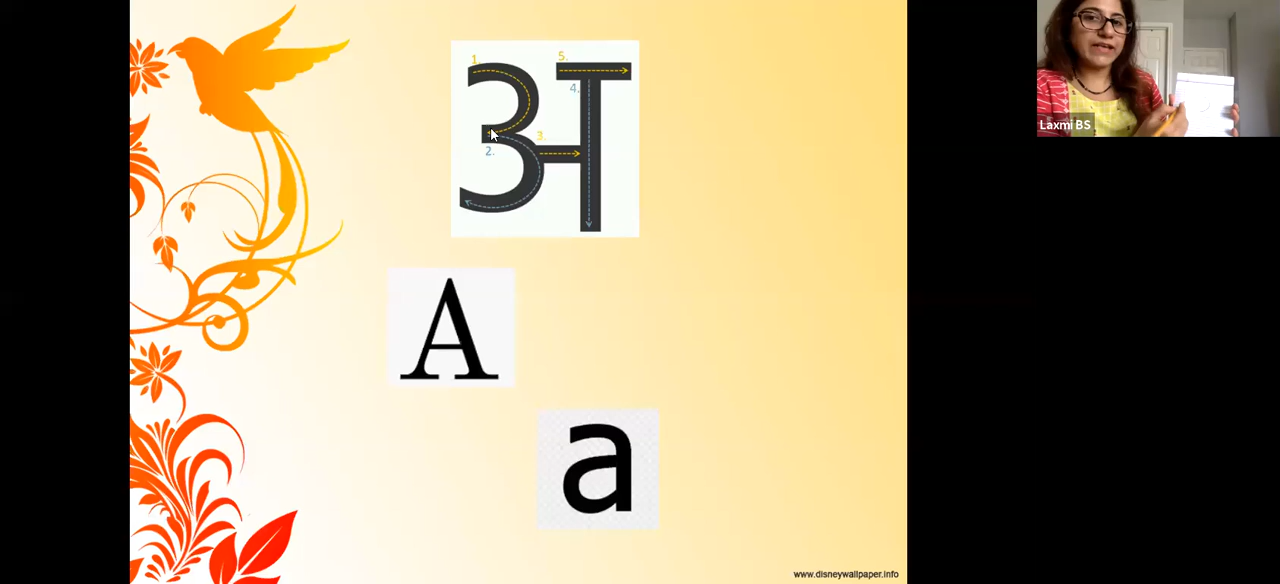 1 5.
अ
4.
3.
2.
A
a
Laxmi BS
www.disneywallpaper.info